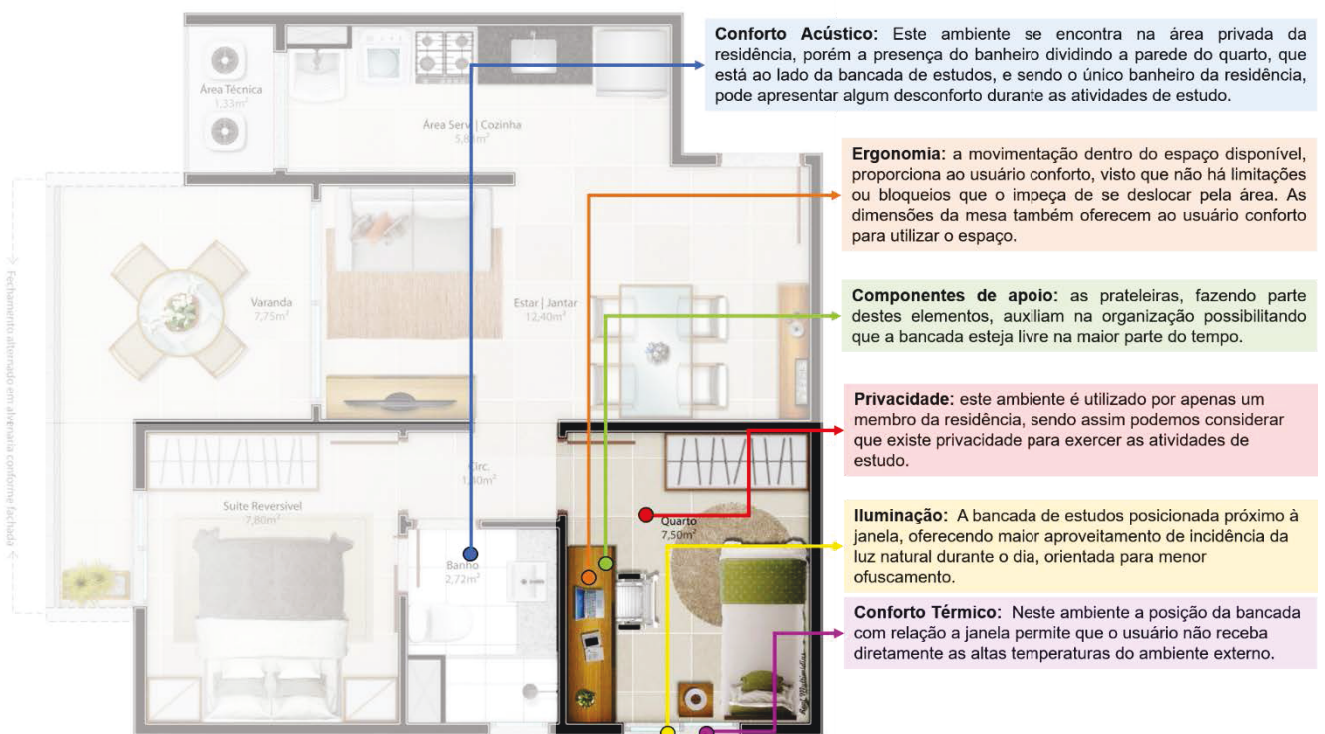 Conforto Acústico: Este ambiente se encontra na área privada da
residência, porém a presença do banheiro dividindo a parede do quarto, que
está ao lado da bancada de estudos, e sendo o único banheiro da residência,
pode apresentar algum desconforto durante as atividades de estudo.
Ergonomia: a movimentação dentro do espaço disponível,
proporciona ao usuário conforto, visto que não há limitações
ou bloqueios que o impeça de se deslocar pela área. As
dimensões da mesa também oferecem ao usuário conforto
para utilizar o espaço.
Componentes de apoio: as prateleiras, fazendo parte
destes elementos, auxiliam na organização possibilitando
que a bancada esteja livre na maior parte do tempo.
Privacidade: este ambiente é utilizado por apenas um
membro da residência, sendo assim podemos considerar
que existe privacidade para exercer as atividades de
estudo.
Iluminação: A bancada de estudos posicionada próximo à
janela, oferecendo maior aproveitamento de incidência da
luz natural durante o dia, orientada para menor
ofuscamento.
Conforto Térmico: Neste ambiente a posição da bancada
com relação a janela permite que o usuário não receba
diretamente as altas temperaturas do ambiente externo.
Área Técnica
1,33m²
Área Serv | Cozinha
Varanda
7,75m²
Estar | Jantar
12,40m²
Circ.
Suíte Reversível
7,80m²
Banho
2,72m²
Quarto
7,50m²
Fechamento alternado em alvenaria conforme fachada